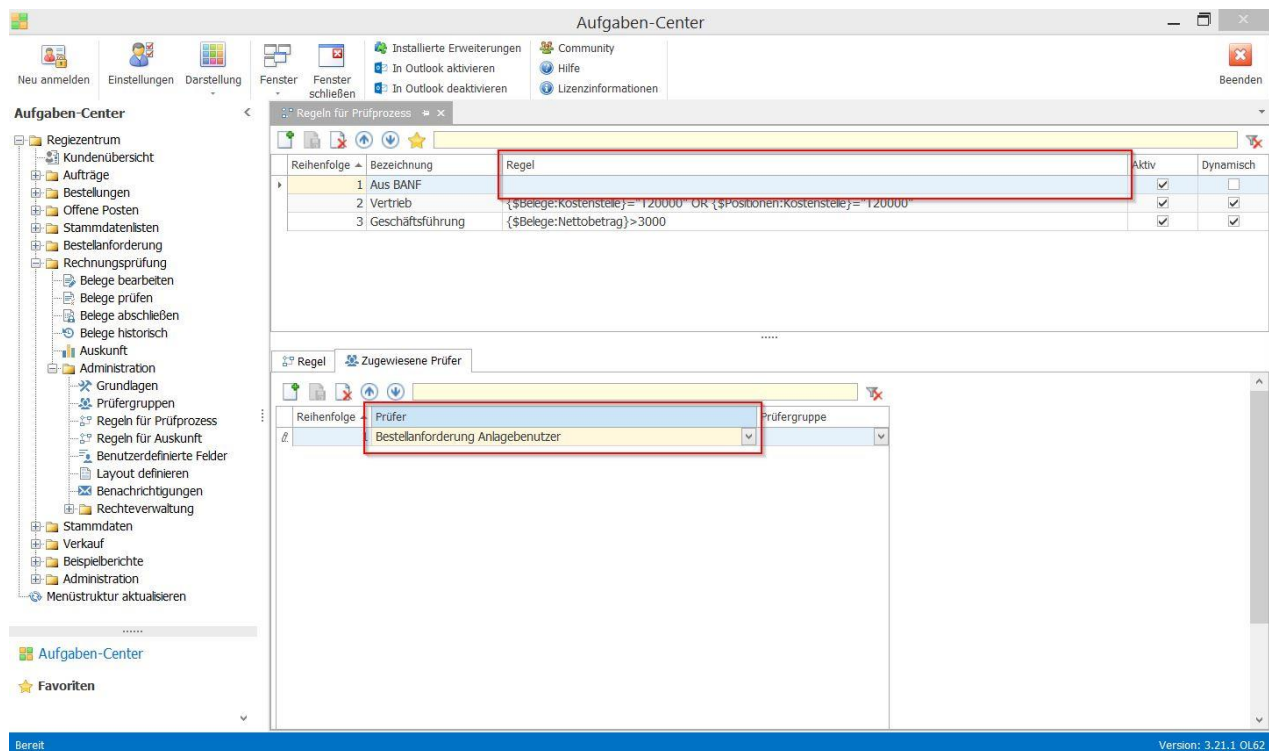 Aufgaben-Center
Neu anmelden
Einstellungen
Darstellung
Fenster
Fenster schließen
Installierte Erweiterungen
In Outlook aktivieren
In Outlook deaktivieren
Community
Hilfe
Lizenzinformationen
Beenden
Aufgaben-Center
Regiezentrum
Kundenübersicht
Aufträge
Bestellungen
Offene Posten
Stammdatenlisten
Bestellanforderung
Rechnungsprüfung
Belege bearbeiten
Belege prüfen
Belege abschließen
Belege historisch
Auskunft
Administration
Grundlagen
Prüfergruppen
Regeln für Prüfprozess
Regeln für Auskunft
Benutzerdefinierte Felder
Layout definieren
Benachrichtigungen
Rechteverwaltung
Stammdaten
Verkauf
Beispielberichte
Administration
Menüstruktur aktualisieren
Aufgaben-Center
Favoriten
Regeln für Prüfprozess
Reihenfolge Bezeichnung Regel Aktiv Dynamisch
1 Aus BANF
2 Vertrieb {$Belege:Kostenstelle}="T20000" OR {$Positionen:Kostenstelle}="T20000"
3 Geschäftsführung {$Belege:Nettobetrag}>3000
Regel Zugewiesene Prüfer
Reihenfolge Prüfer Prüfergruppe
1 Bestellanforderung Anlagebenutzer
Bereit
Version: 3.21.1 OL62